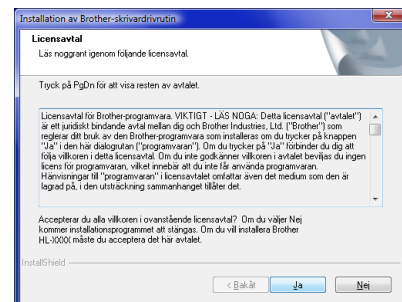 Installation av Brother-skrivardrivrutin
Licensavtal
Läs noggrant igenom följande licensavtal.
Tryck på PgDn för att visa resten av avtalet.
Licensavtal för Brother-programvara. VIKTIGT - LÄS NOGA: Detta licensavtal ("avtalet")
är ett juridiskt bindande avtal mellan dig och Brother Industries, Ltd. ("Brother") som
reglerar ditt bruk av den Brother-programvara som installeras om du trycker på knappen
"Ja" i den här dialogrutan ("programvaran"). Om du trycker på "Ja" förbinder du dig att
följa villkoren i detta licensavtal. Om du inte godkänner villkoren i avtalet beviljas du ingen
licens för programvaran, vilket innebär att du inte får använda programvaran.
Hänvisningar till "programvaran" i licensavtalet omfattar även det medium som den är
lagrad på, i den utsträckning sammanhanget tillåter det.
Accepterar du alla villkoren i ovanstående licensavtal? Om du väljer Nej
kommer installationsprogrammet att stängas. Om du vill installera Brother
HL-XXXX måste du acceptera det här avtalet.
InstallShield
< Bakåt
Ja
Nej